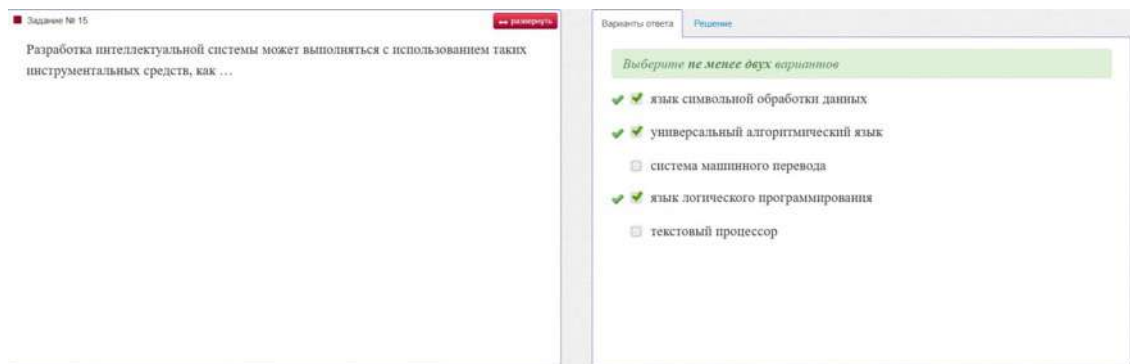 Задание № 15
развернуть
Разработка интеллектуальной системы может выполняться с использованием таких
инструментальных средств, как …
Варианты ответа
Решение
Выберите не менее двух вариантов
язык символьной обработки данных
универсальный алгоритмический язык
система машинного перевода
язык логического программирования
текстовый процессор